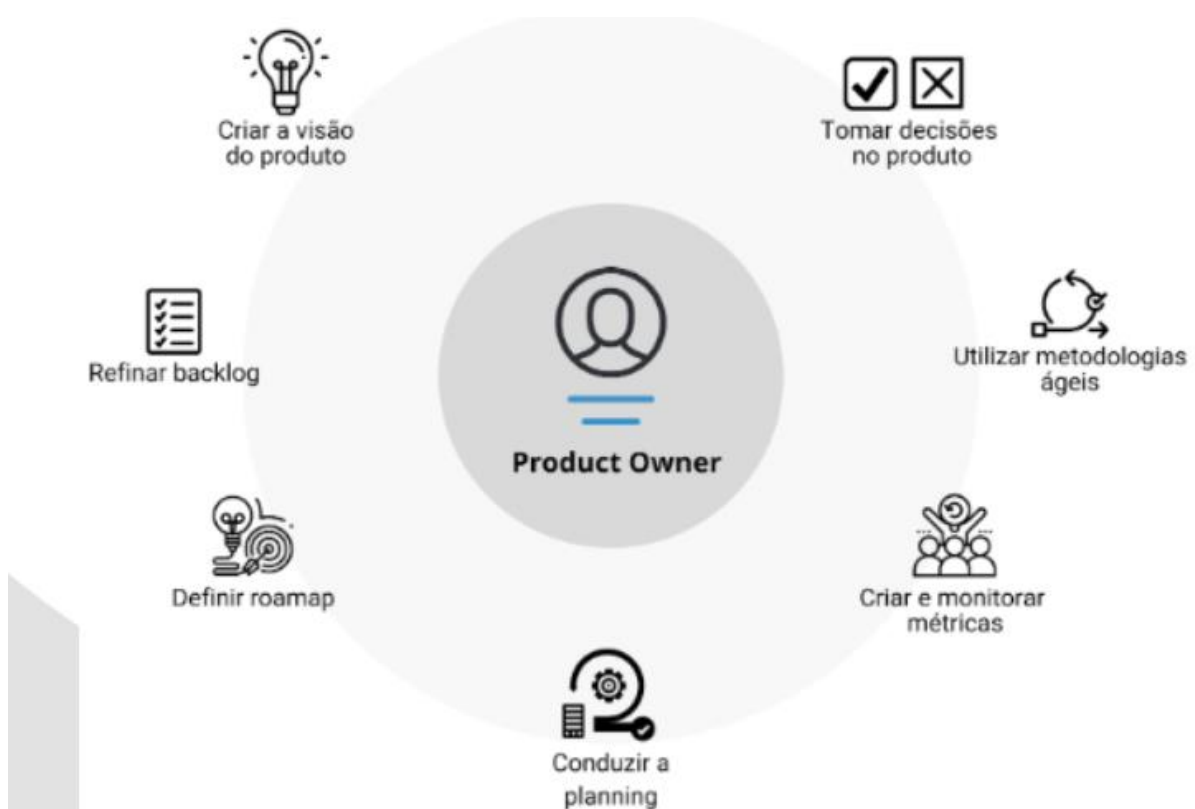 Criar a visão
do produto
Tomar decisões
no produto
Refinar backlog
Utilizar metodologias
ágeis
Product Owner
Definir roamap
Criar e monitorar
métricas
Conduzir a
planning